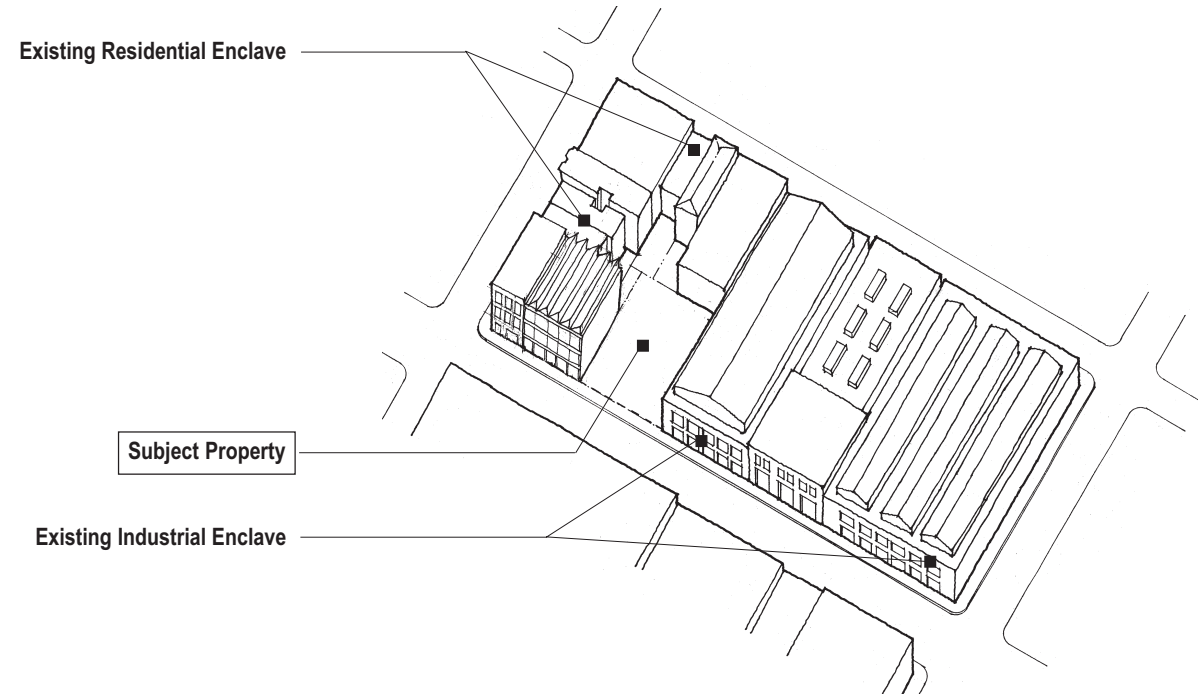 Existing Residential Enclave
Subject Property
Existing Industrial Enclave